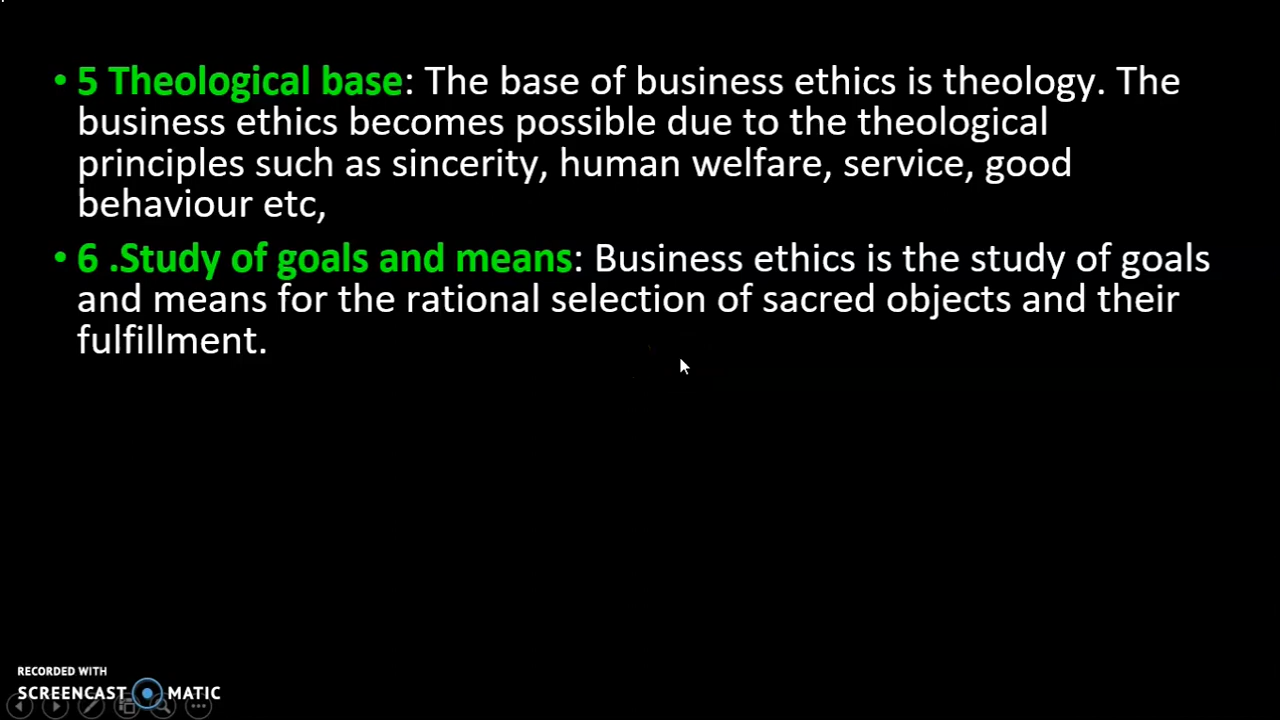 • 5 Theological base: The base of business ethics is theology. The
business ethics becomes possible due to the theological
principles such as sincerity, human welfare, service, good
behaviour etc,
• 6 .Study of goals and means: Business ethics is the study of goals
and means for the rational selection of sacred objects and their
fulfillment.
RECORDED WITH
SCREENCAST MATIC